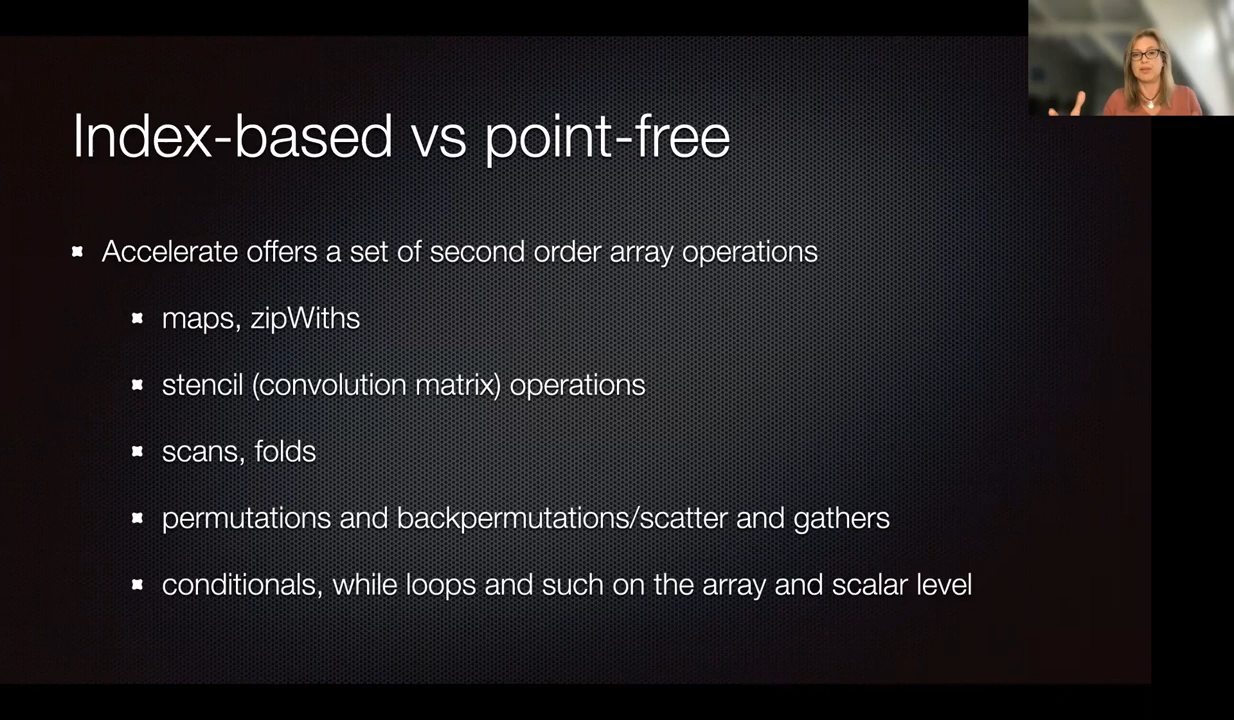 Index-based vs point-free
Accelerate offers a set of second order array operations
maps, zipWiths
stencil (convolution matrix) operations
scans, folds
permutations and backpermutations/scatter and gathers
conditionals, while loops and such on the array and scalar level